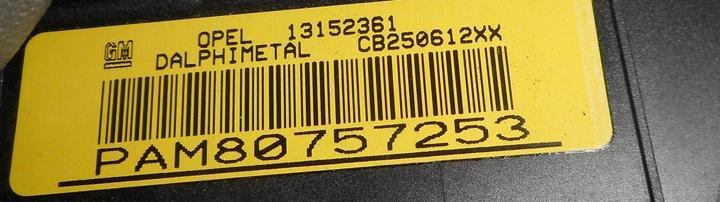 GM OPEL 13152361
DALPHIMETAL CB250612XX
PAM80757253